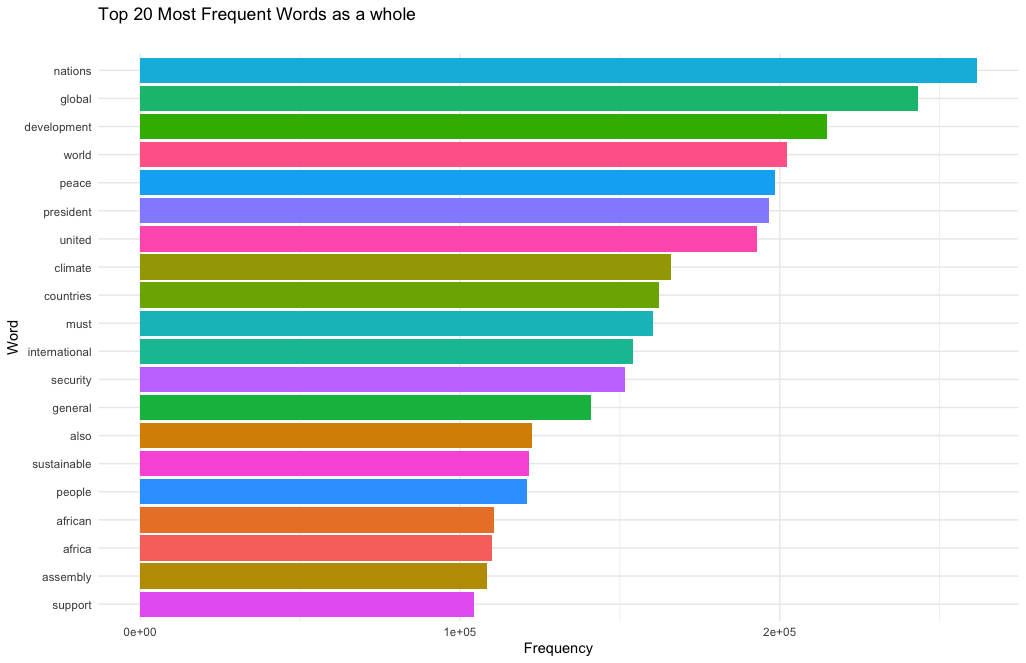 Top 20 Most Frequent Words as a whole
Word
nations
global
development
world
peace
president
united
climate
countries
must
international
security
general
also
sustainable
people
african
africa
assembly
support
0e+00 1e+05 2e+05
Frequency